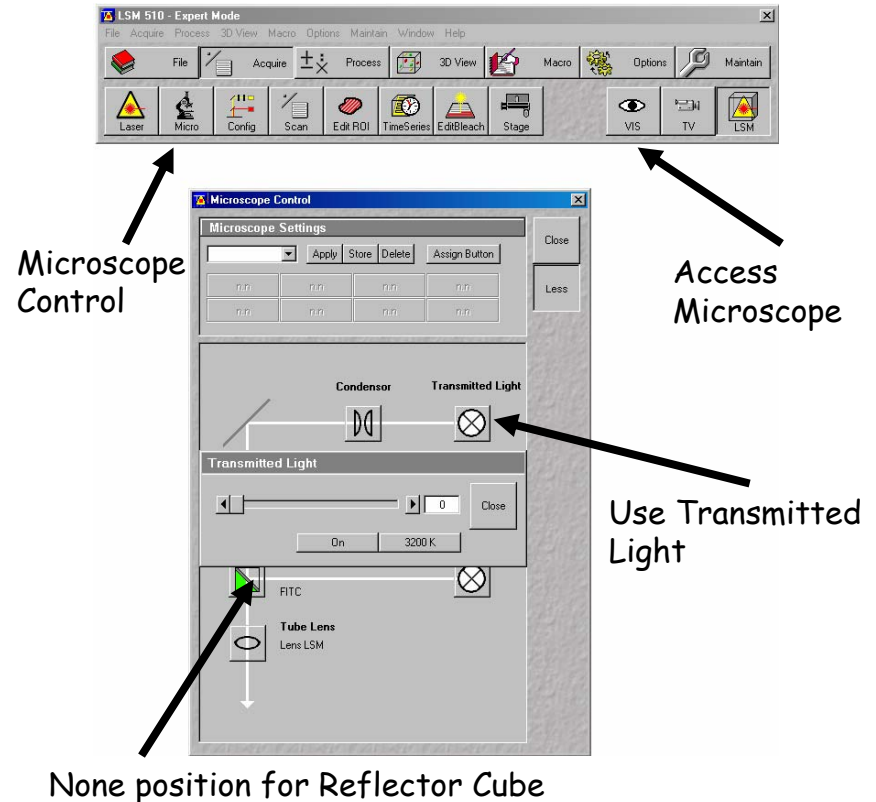 LSM 510 - Expert Mode
File Acquire Process 3D View Macro Options Maintain Window Help
File Acquire Process 3D View Macro Options Maintain
Laser Micro Config Scan Edit ROI TimeSeries EditBleach Stage VIS TV LSM
Microscope Control
Microscope Settings
Close
Apply Store Delete Assign Button
Less
n.n n.n n.n n.n
n.n n.n n.n n.n
Microscope
Control
Access
Microscope
Condensor Transmitted Light
Transmitted Light
0 Close
On 3200 K
Use Transmitted
Light
FITC
Tube Lens
Lens LSM
None position for Reflector Cube